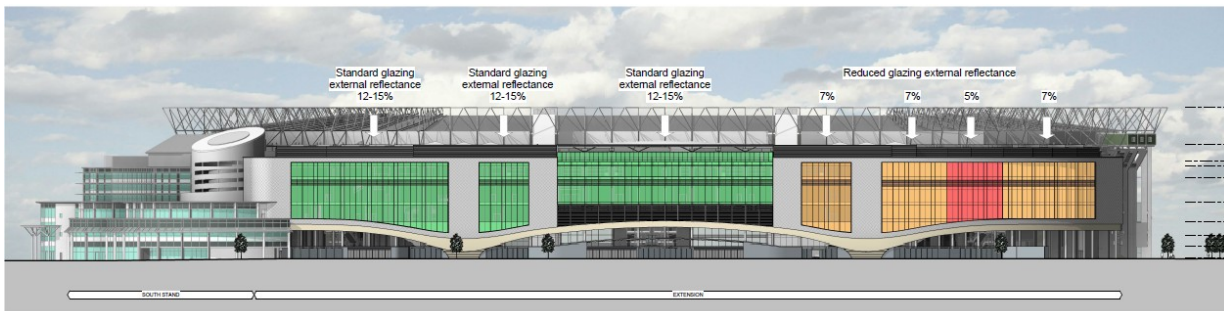 Standard glazing
external reflectance
12-15%
Standard glazing
external reflectance
12-15%
Standard glazing
external reflectance
12-15%
Reduced glazing external reflectance
7%
7%
5%
7%
SOUTH STAND
EXTENSION